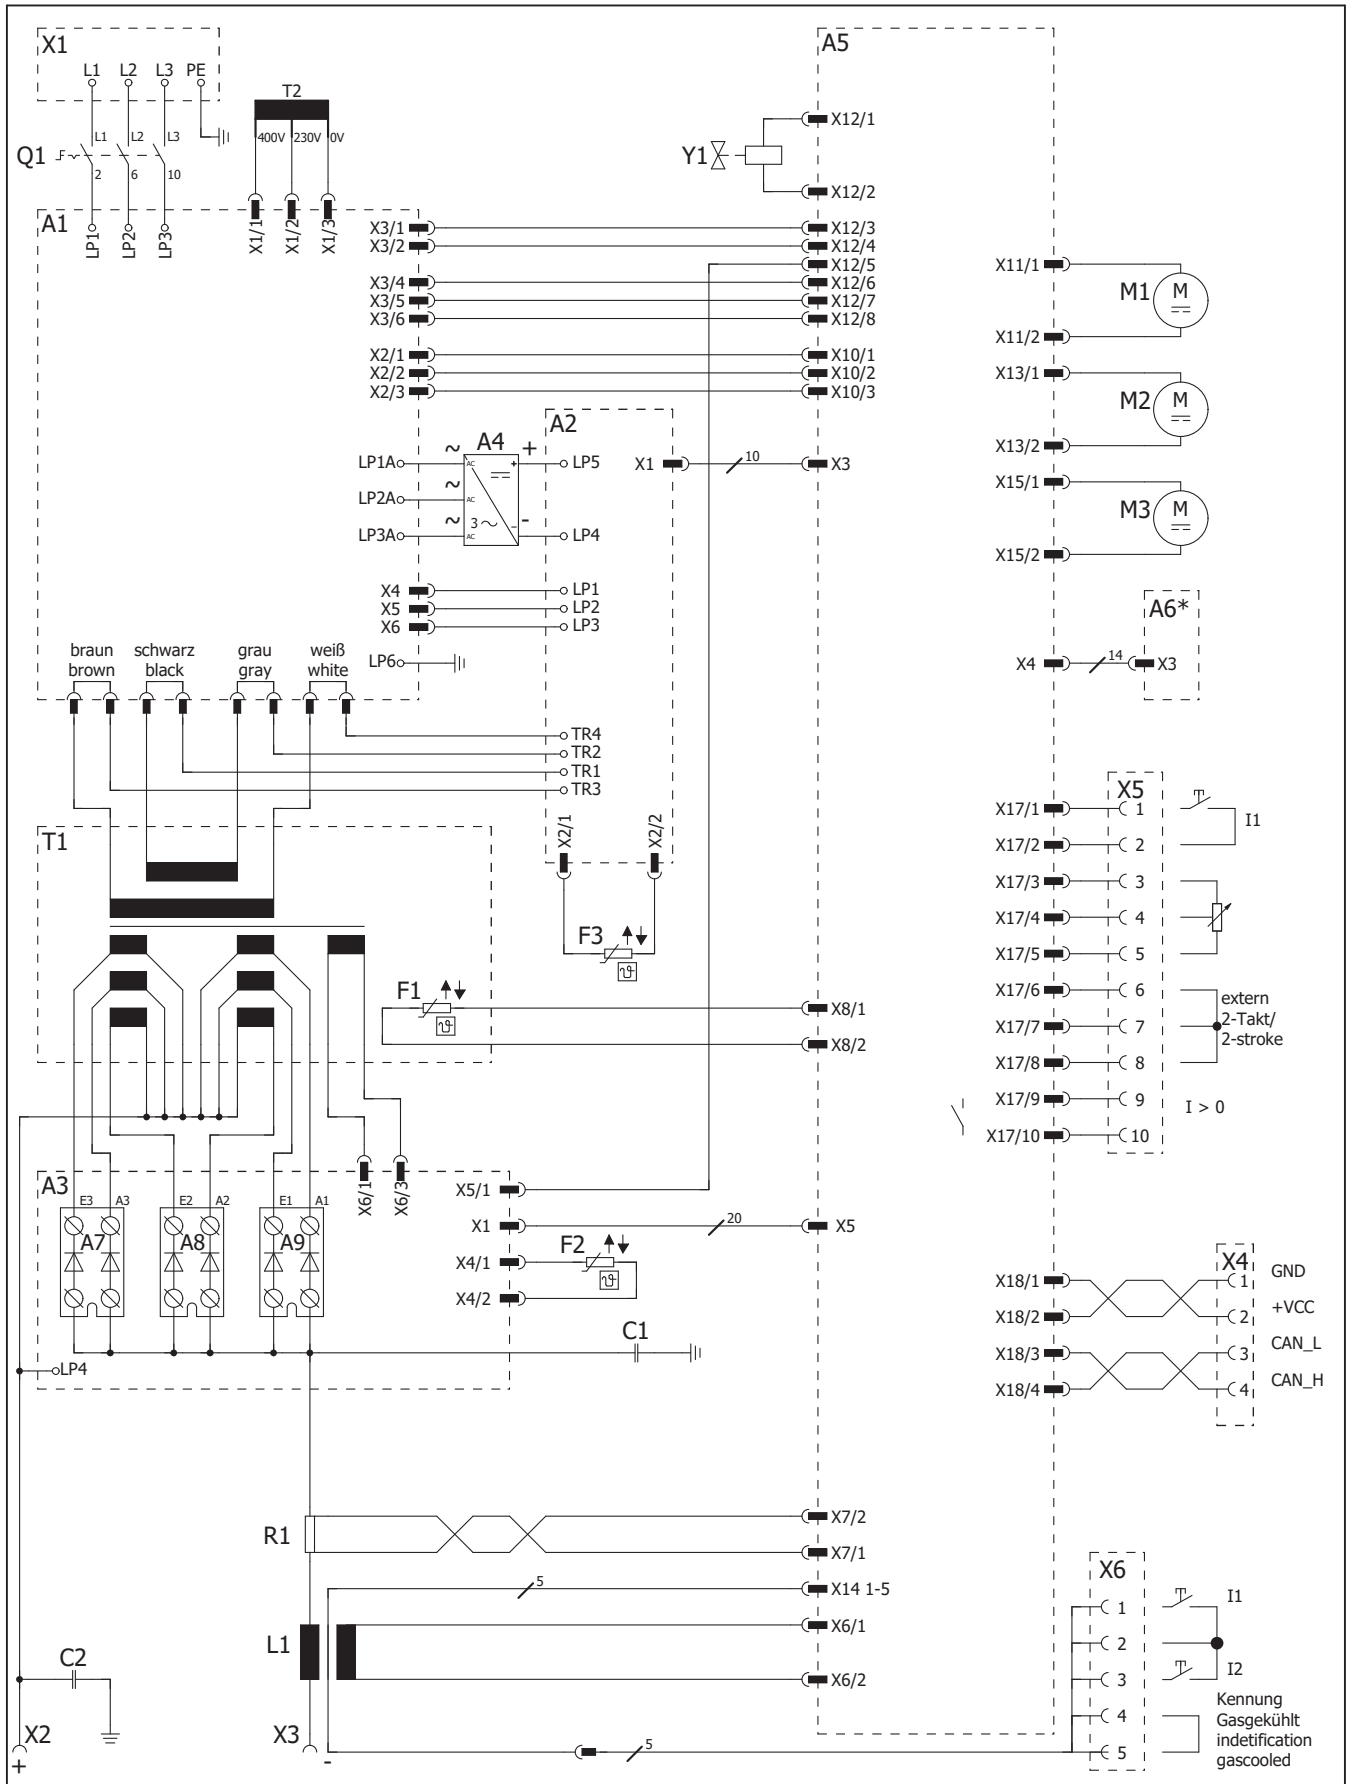 X1
L1 L2 L3 PE
T2
400V 230V 0V
Q1
L1 L2 L3
2 6 10
A1
LP1 LP2 LP3
X1/1 X1/2 X1/3
X3/1
X3/2
X3/4
X3/5
X3/6
X2/1
X2/2
X2/3
A5
Y1
X12/1
X12/2
X12/3
X12/4
X12/5
X12/6
X12/7
X12/8
X10/1
X10/2
X10/3
X11/1
M1 M
X11/2
X13/1
M2 M
X13/2
X15/1
M3 M
X15/2
A2
LP1A
LP2A
LP3A
~ A4 +
AC +
~
AC
~ 3~ - -
AC
LP5
LP4
X1 10 X3
X4 LP1
X5 LP2
X6 LP3
LP6
A6*
X4 14 X3
braun schwarz grau weiß
brown black gray white
TR4
TR2
TR1
TR3
X2/1 X2/2
T1
F3
ϑ
F1
ϑ
X8/1
X8/2
X5
X17/1 1
I1
X17/2 2
X17/3 3
X17/4 4
X17/5 5
X17/6 6
extern
X17/7 7
2-Takt/
2-stroke
X17/8 8
X17/9 9
I > 0
X17/10 10
A3
X6/1 X6/3
E3 A3 E2 A2 E1 A1
A7 A8 A9
X5/1
X1 20 X5
X4/1
F2
ϑ
X4/2
C1
LP4
X4
X18/1 1 GND
X18/2 2 +VCC
X18/3 3 CAN_L
X18/4 4 CAN_H
R1
X7/2
X7/1
5 X14 1-5
L1
X6/1
X6/2
C2
X2
+
X3
-
5
X6
1 I1
2
3 I2
4
5
Kennung
Gasgekühlt
indetification
gascooled